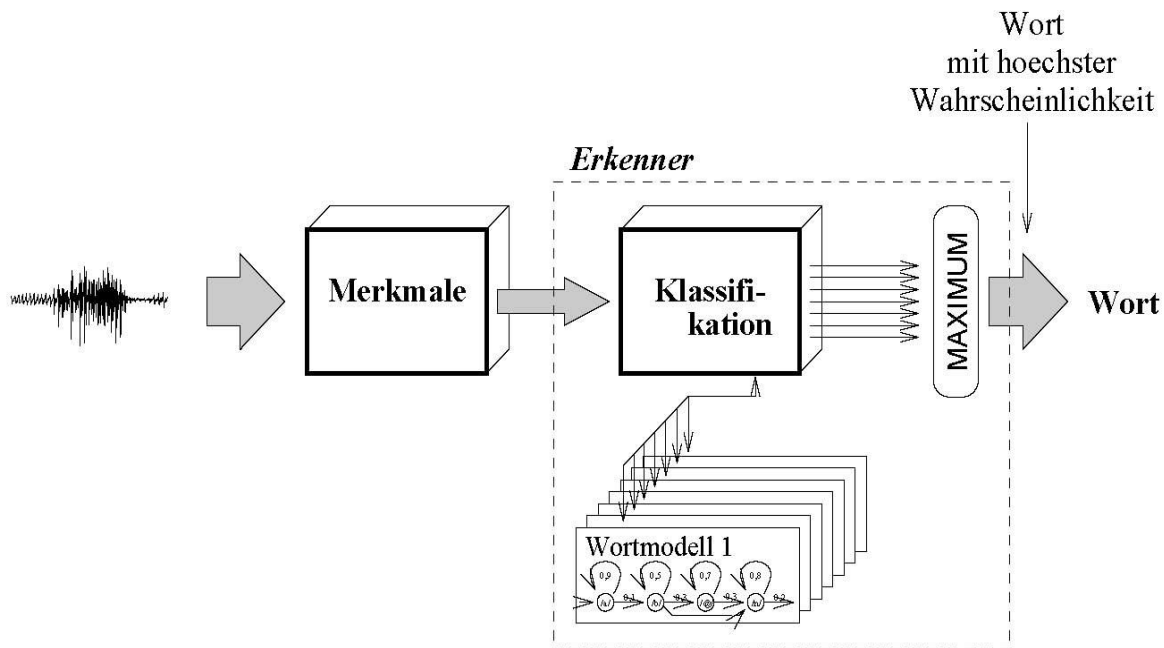 Wort
mit hoechster
Wahrscheinlichkeit
Erkenner
Merkmale
Klassifi-
kation
MAXIMUM
Wort
Wortmodell 1
0,9 0,5 0,7 0,8
/a/ 0,1 /b/ 0,2 /@/ 0,3 /n/ 0,2